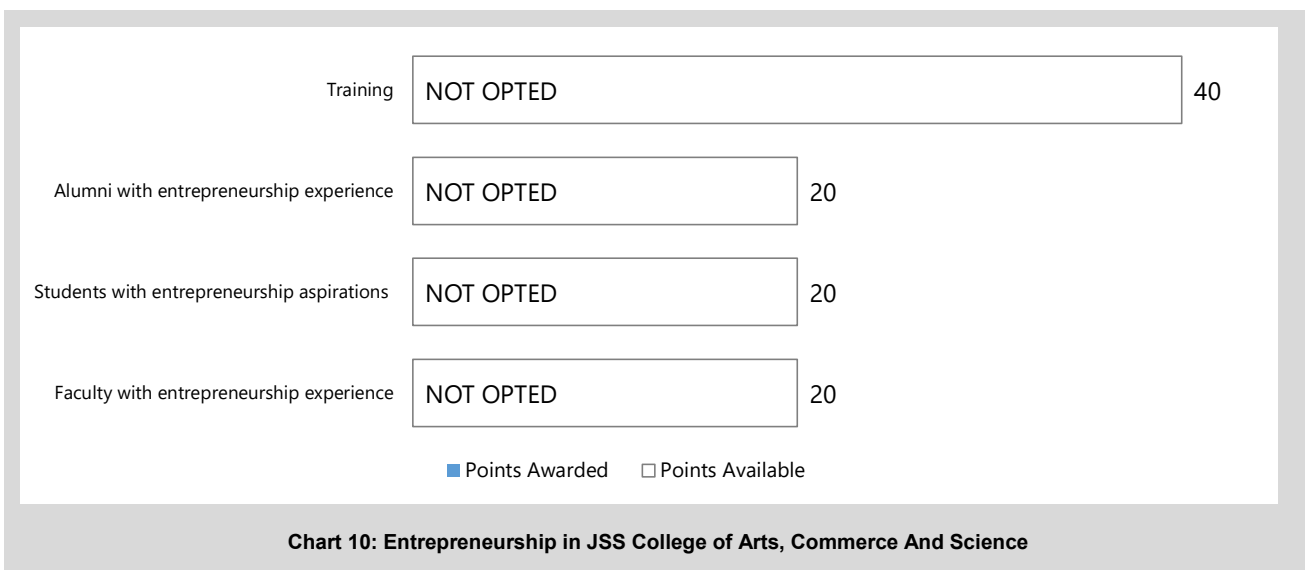 Training NOT OPTED 40
Alumni with entrepreneurship experience NOT OPTED 20
Students with entrepreneurship aspirations NOT OPTED 20
Faculty with entrepreneurship experience NOT OPTED 20
Points Awarded Points Available
Chart 10: Entrepreneurship in JSS College of Arts, Commerce And Science